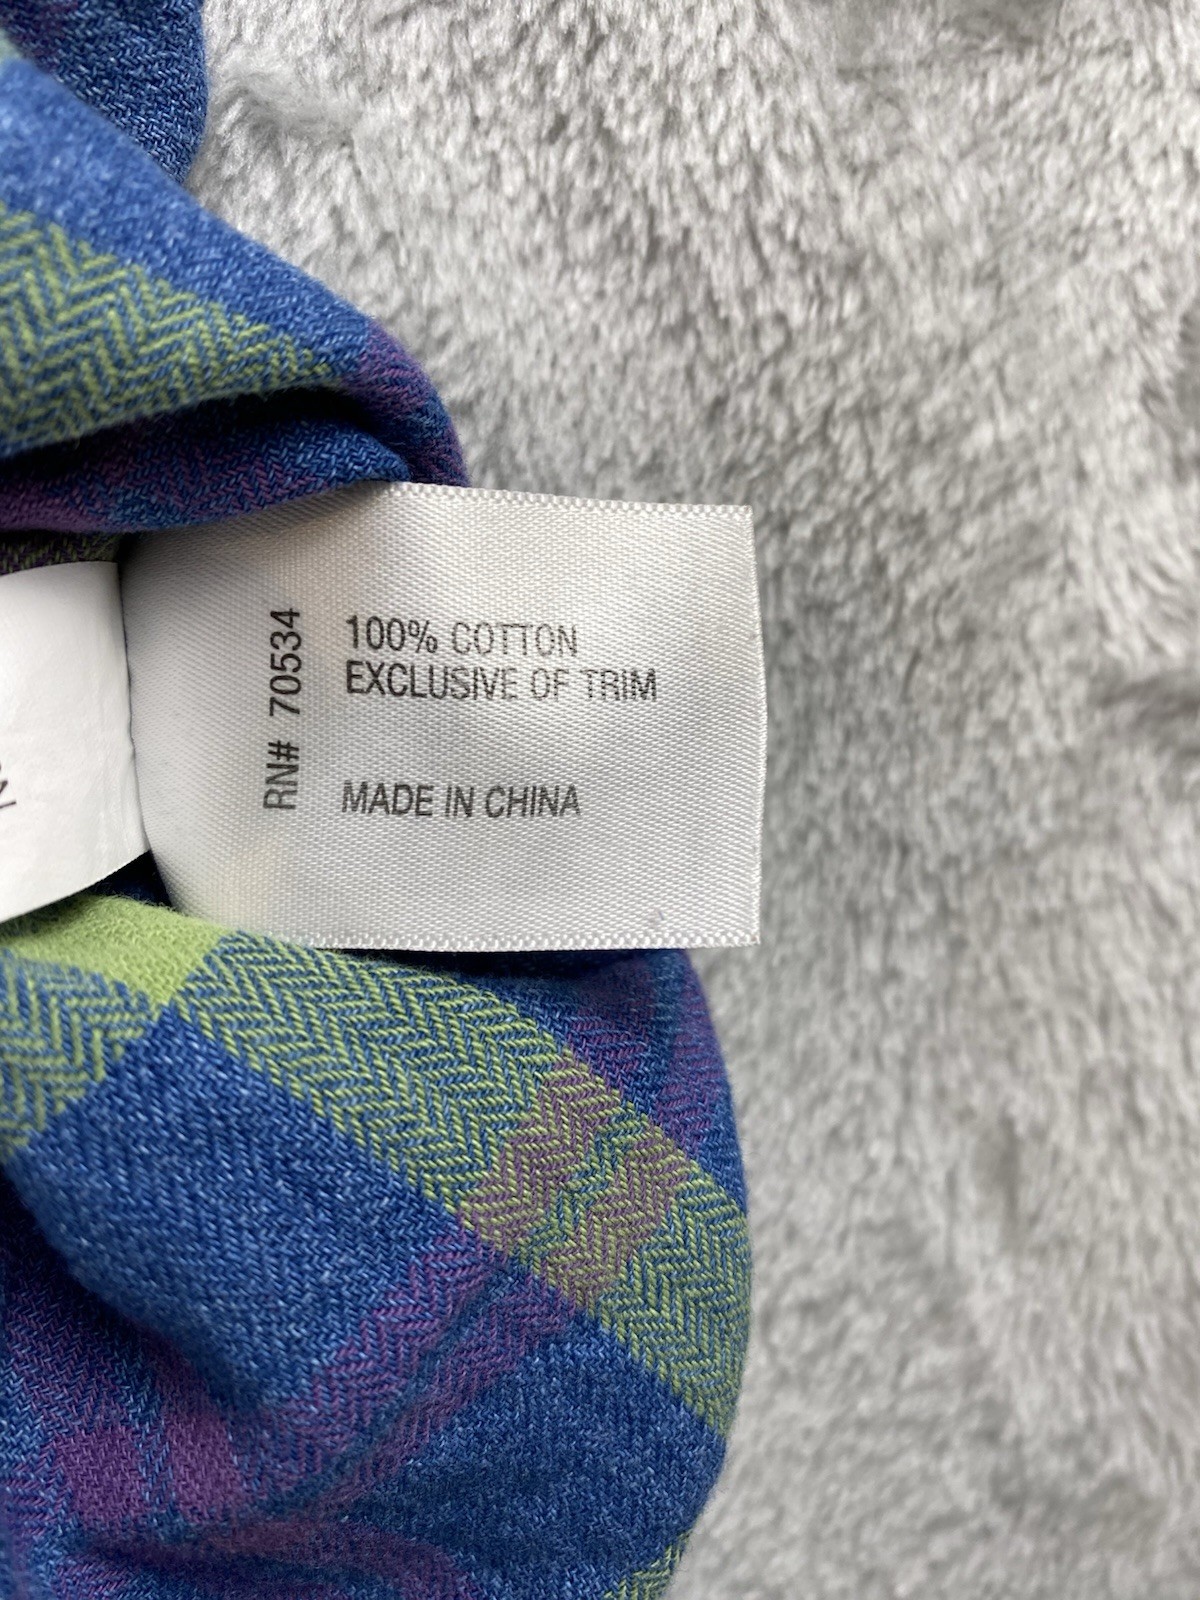 RN# 70534
100% COTTON
EXCLUSIVE OF TRIM
MADE IN CHINA